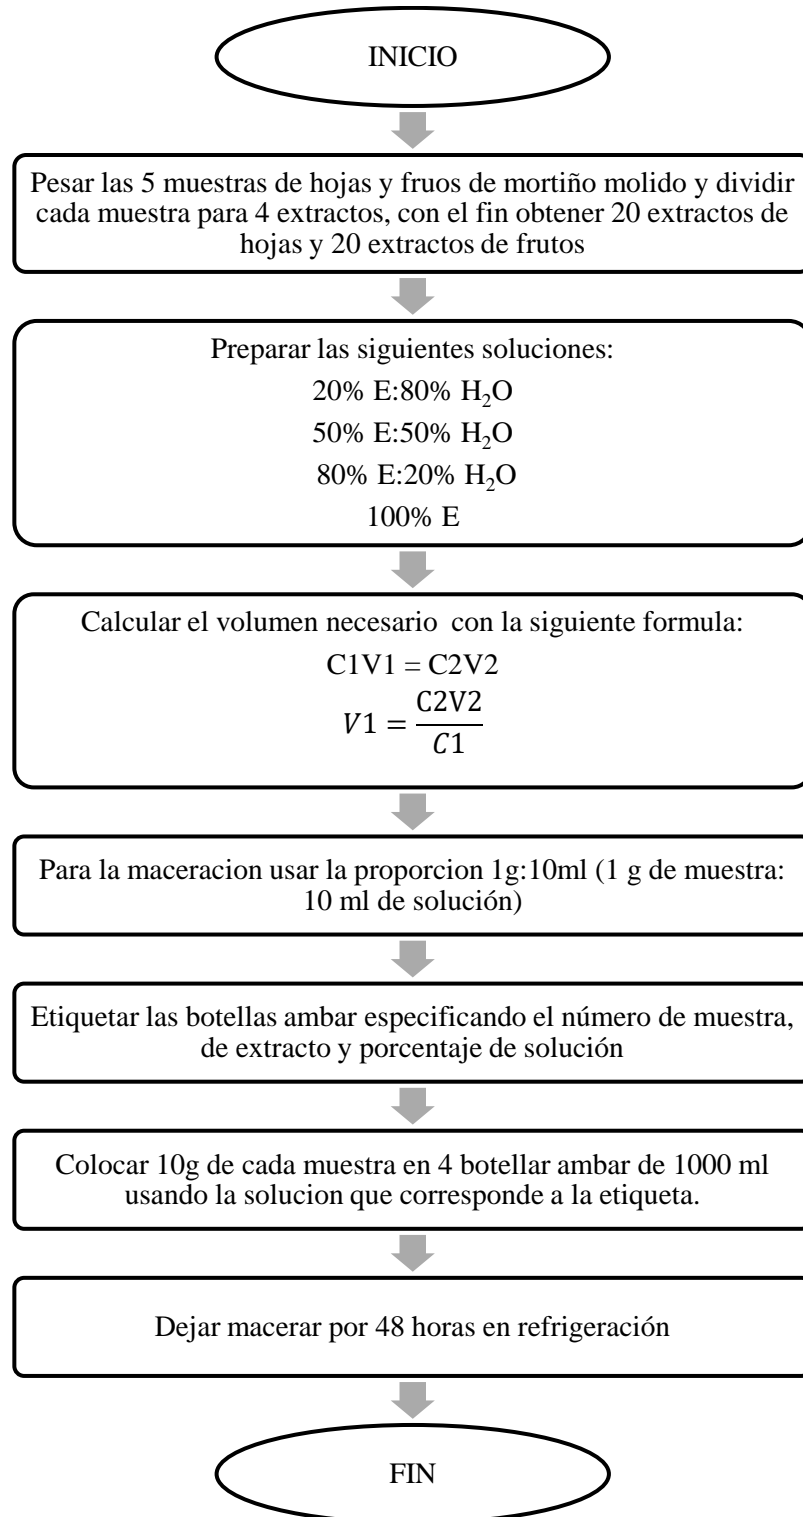 INICIO
Pesar las 5 muestras de hojas y fruos de mortiño molido y dividir
cada muestra para 4 extractos, con el fin obtener 20 extractos de
hojas y 20 extractos de frutos
Preparar las siguientes soluciones:
20% E:80% H₂O
50% E:50% H₂O
80% E:20% H₂O
100% E
Calcular el volumen necesario con la siguiente formula:
C1V1 = C2V2
V1 = C2V2/C1
Para la maceracion usar la proporcion 1g:10ml (1 g de muestra:
10 ml de solución)
Etiquetar las botellas ambar especificando el número de muestra,
de extracto y porcentaje de solución
Colocar 10g de cada muestra en 4 botellar ambar de 1000 ml
usando la solucion que corresponde a la etiqueta.
Dejar macerar por 48 horas en refrigeración
FIN